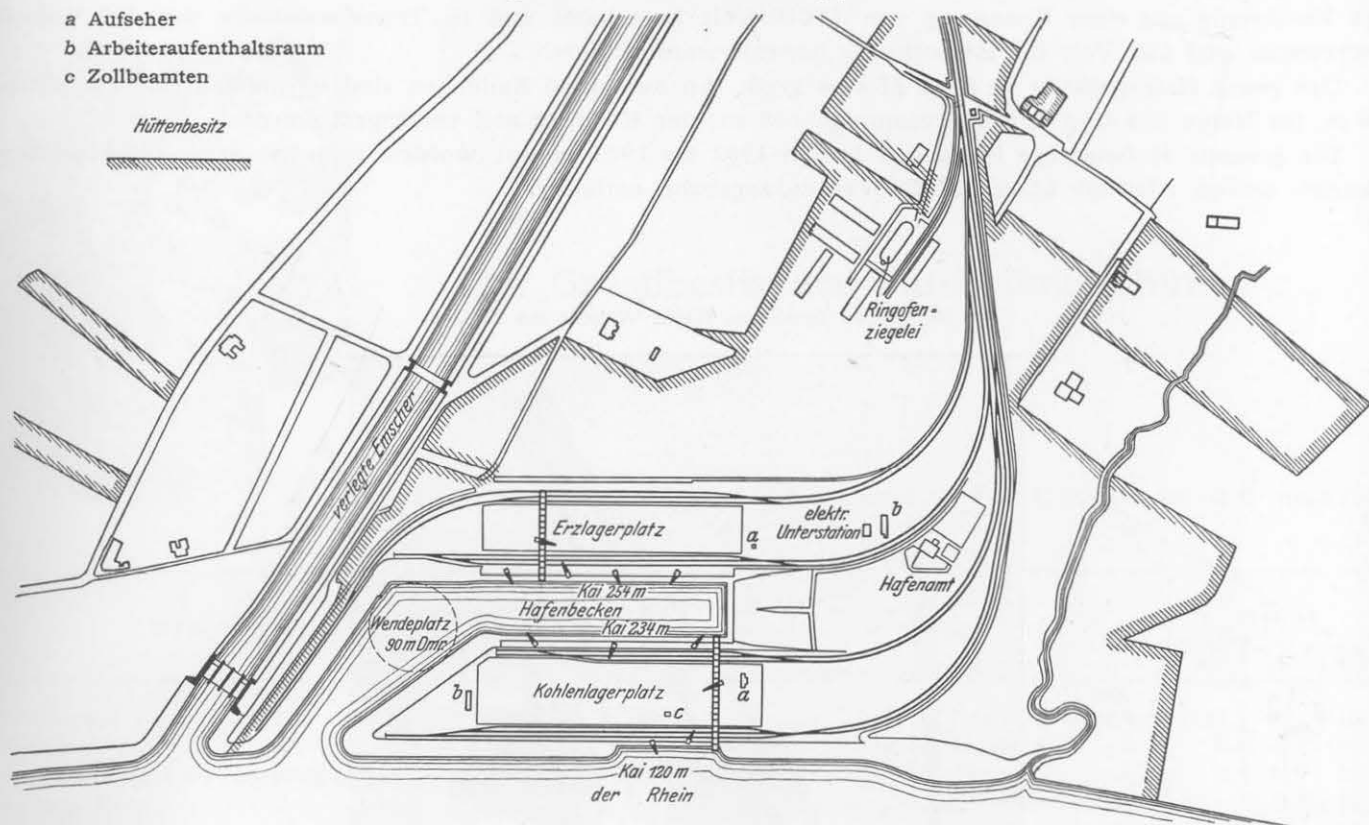 a Aufseher
b Arbeiteraufenthaltsraum
c Zollbeamten
Hüttenbesitz
Ringofen=
ziegelei
verlegte Emscher
Erzlagerplatz
a
elektr.
Unterstation
b
Hafenamt
Kai 254 m
Hafenbecken
Kai 234 m
Wendeplatz
90 m Dmr.
b
Kohlenlagerplatz
a
c
Kai 120 m
der Rhein